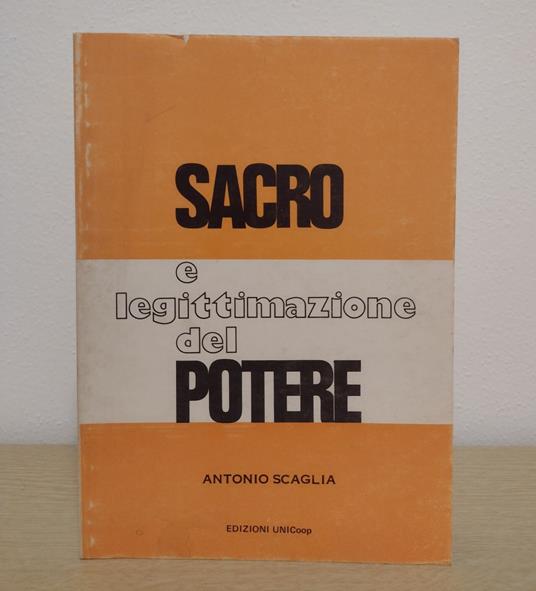 SACRO
e
legittimazione
del
POTERE
ANTONIO SCAGLIA
EDIZIONI UNICoop